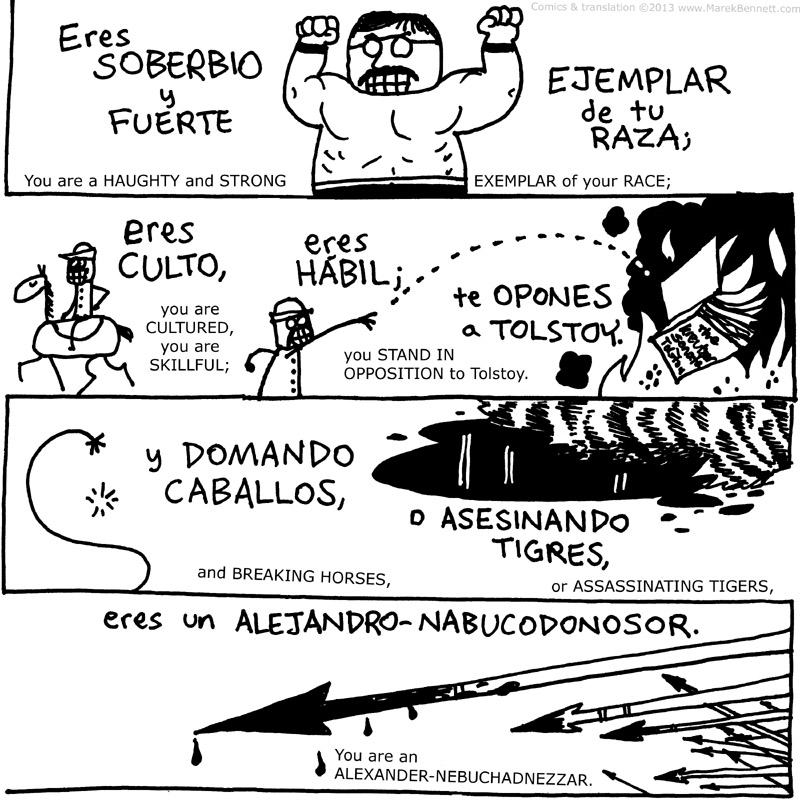 Comics & translation ©2013 www.MarekBennett.com
Eres
SOBERBIO
y
FUERTE
EJEMPLAR
de tu
RAZA;
You are a HAUGHTY and STRONG
EXEMPLAR of your RACE;
eres
CULTO,
you are
CULTURED,
you are
SKILLFUL;
eres
HÁBIL;
te OPONES
a TOLSTOY.
you STAND IN
OPPOSITION to Tolstoy.
y DOMANDO
CABALLOS,
and BREAKING HORSES,
o ASESINANDO
TIGRES,
or ASSASSINATING TIGERS,
eres un ALEJANDRO-NABUCODONOSOR.
You are an
ALEXANDER-NEBUCHADNEZZAR.